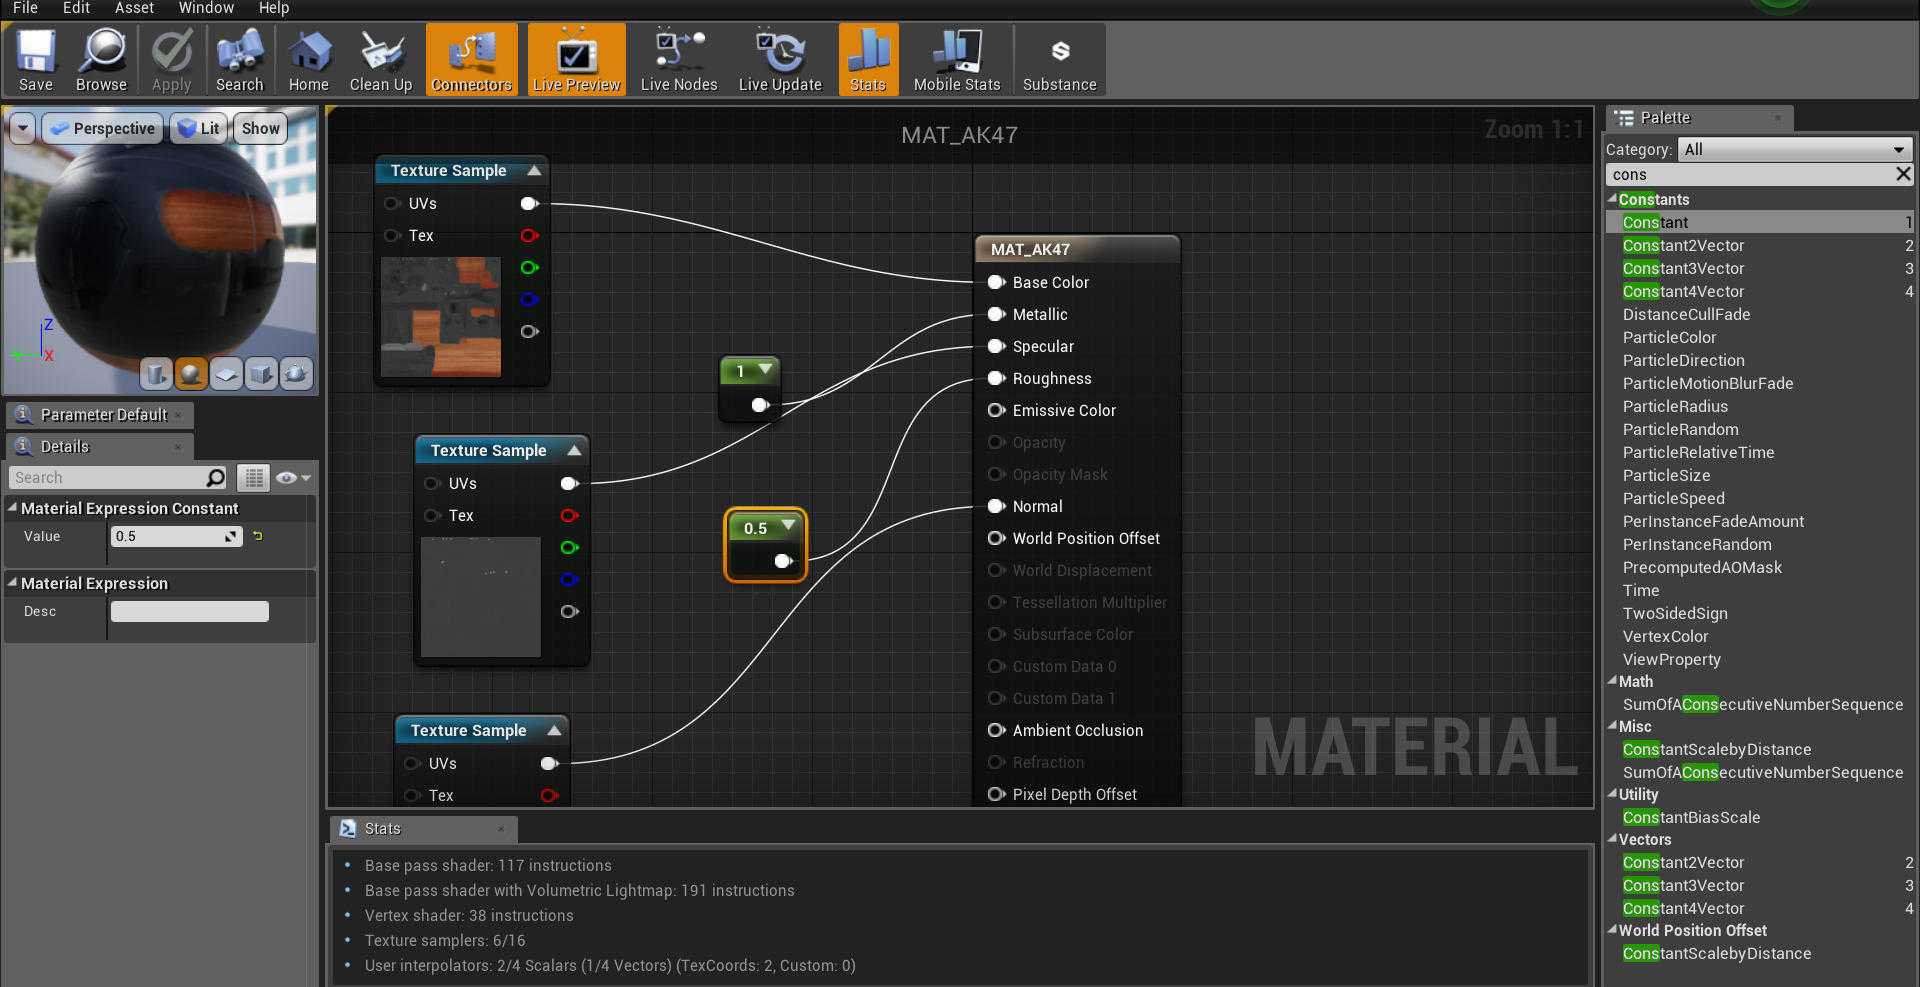 File Edit Asset Window Help
Save Browse Apply Search Home Clean Up Connectors Live Preview Live Nodes Live Update Stats Mobile Stats Substance
Perspective Lit Show
Z
Y X
Parameter Default
Details
Search
Material Expression Constant
Value 0.5
Material Expression
Desc
MAT_AK47
Zoom 1:1
Texture Sample
UVs
Tex
1
Texture Sample
UVs
Tex
0.5
Texture Sample
UVs
Tex
MAT_AK47
Base Color
Metallic
Specular
Roughness
Emissive Color
Opacity
Opacity Mask
Normal
World Position Offset
World Displacement
Tessellation Multiplier
Subsurface Color
Custom Data 0
Custom Data 1
Ambient Occlusion
Refraction
Pixel Depth Offset
MATERIAL
Stats
Base pass shader: 117 instructions
Base pass shader with Volumetric Lightmap: 191 instructions
Vertex shader: 38 instructions
Texture samplers: 6/16
User interpolators: 2/4 Scalars (1/4 Vectors) (TexCoords: 2, Custom: 0)
Palette
Category: All
cons
Constants
Constant 1
Constant2Vector 2
Constant3Vector 3
Constant4Vector 4
DistanceCullFade
ParticleColor
ParticleDirection
ParticleMotionBlurFade
ParticleRadius
ParticleRandom
ParticleRelativeTime
ParticleSize
ParticleSpeed
PerInstanceFadeAmount
PerInstanceRandom
PrecomputedAOMask
Time
TwoSidedSign
VertexColor
ViewProperty
Math
SumOfAConsecutiveNumberSequence
Misc
ConstantScalebyDistance
SumOfAConsecutiveNumberSequence
Utility
ConstantBiasScale
Vectors
Constant2Vector 2
Constant3Vector 3
Constant4Vector 4
World Position Offset
ConstantScalebyDistance